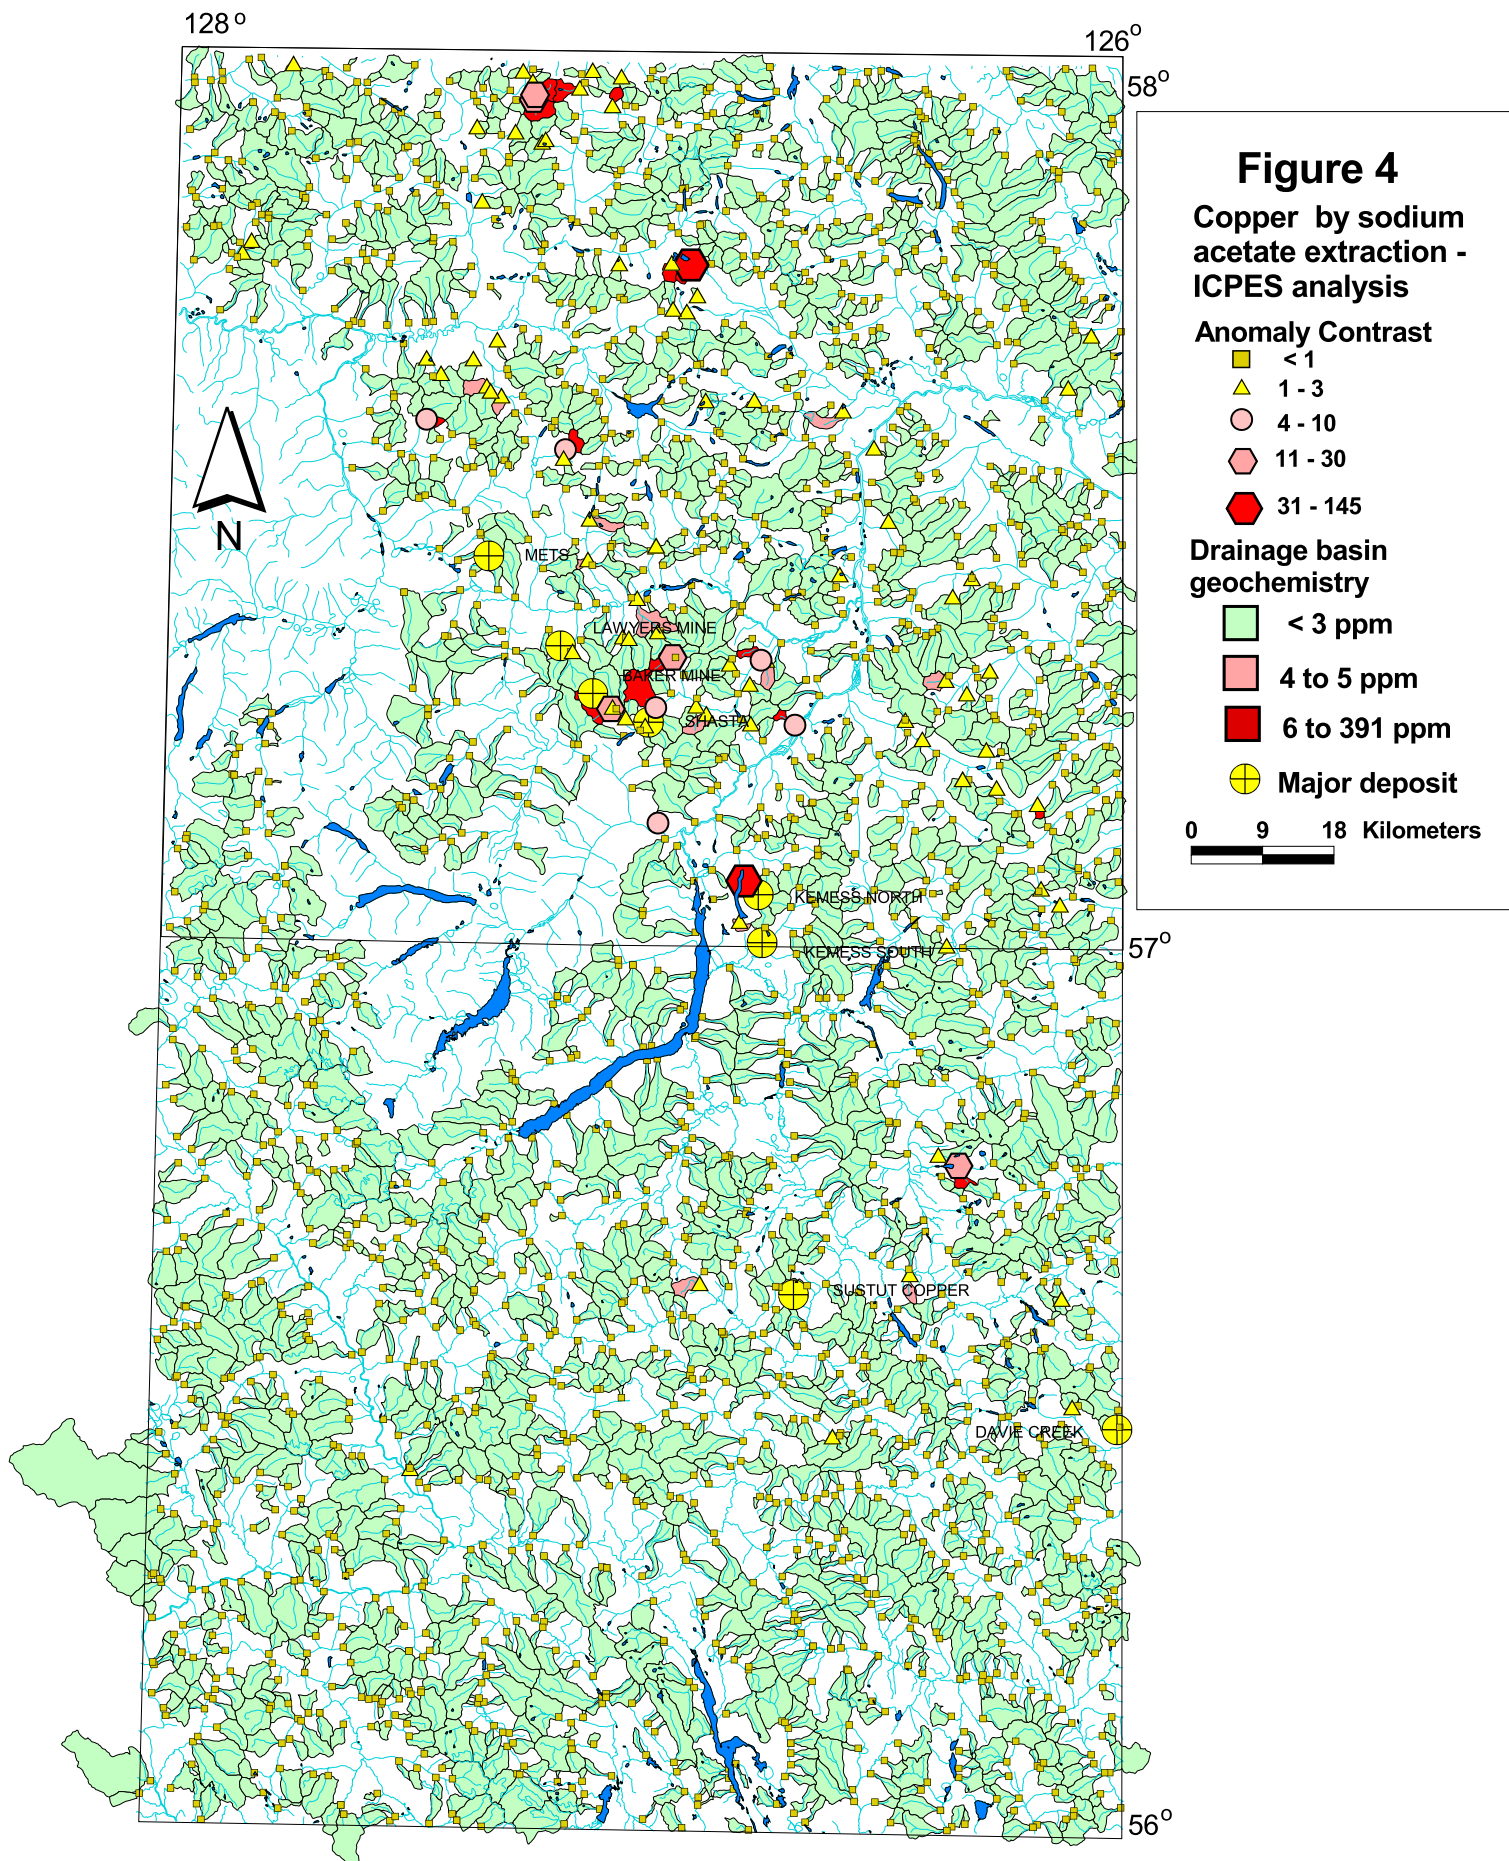 128 o
126 o
58 o
Figure 4
Copper by sodium
acetate extraction -
ICPES analysis
Anomaly Contrast
< 1
1 - 3
4 - 10
11 - 30
31 - 145
Drainage basin
geochemistry
< 3 ppm
4 to 5 ppm
6 to 391 ppm
Major deposit
0 9 18 Kilometers
N
METS
LAWYERS MINE
BAKER MINE
SHASTA
KEMESS NORTH
KEMESS SOUTH
57 o
SUSTUT COPPER
DAVIE CREEK
56 o